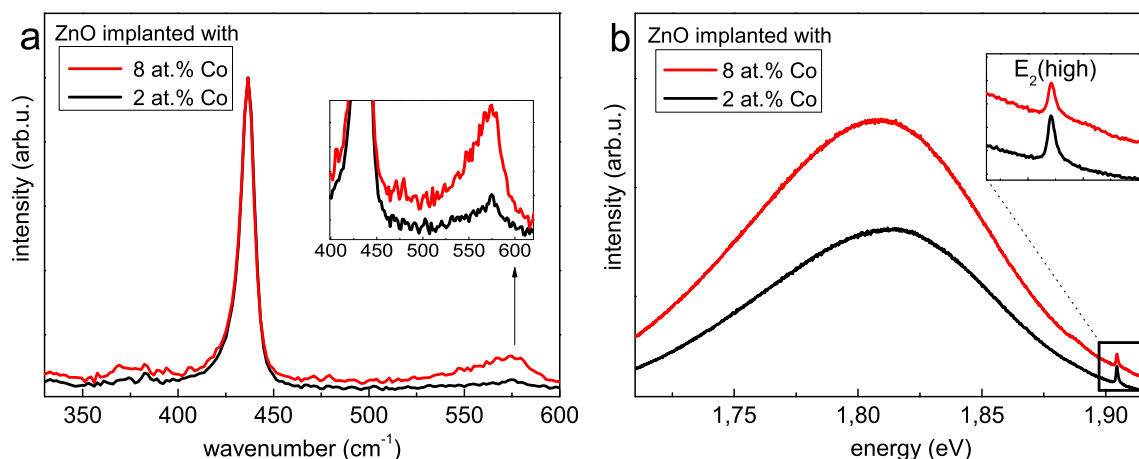 a
ZnO implanted with
8 at.% Co
2 at.% Co
intensity (arb.u.)
400 450 500 550 600
350 400 450 500 550 600
wavenumber (cm⁻¹)
b
ZnO implanted with
8 at.% Co
2 at.% Co
E₂(high)
intensity (arb.u.)
1,75 1,80 1,85 1,90
energy (eV)